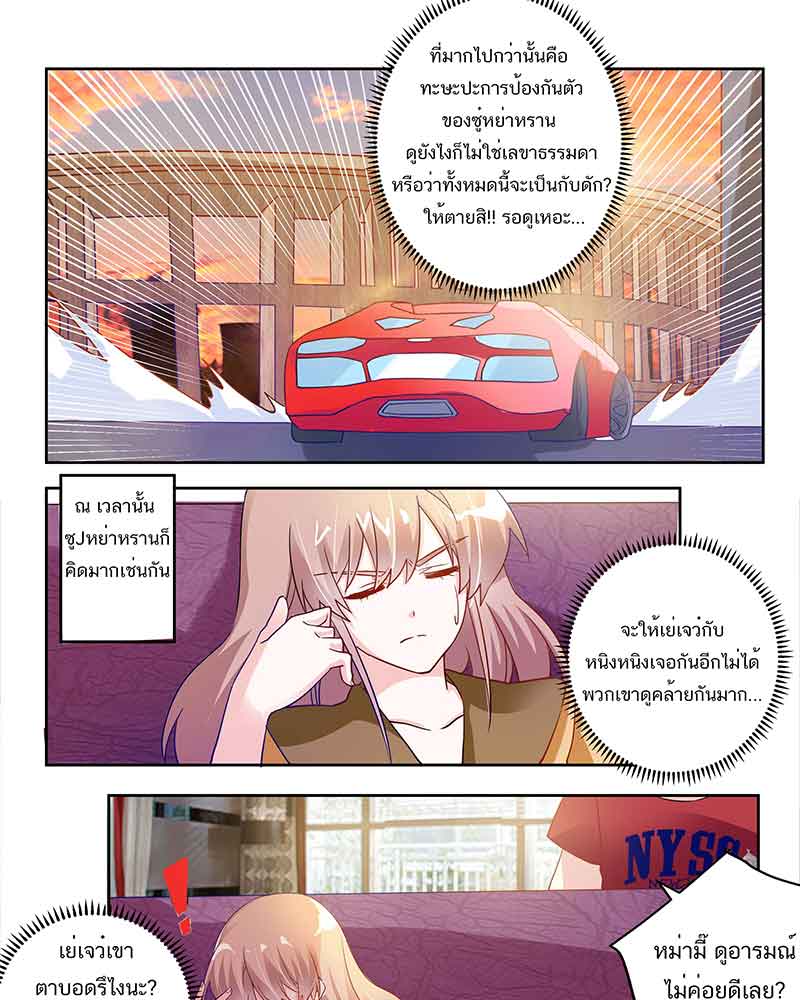 ที่มากไปกว่านั้นคือ
ทะษะปะการป้องกันตัว
ของซู๋หย่าหราน
ดูยังไงก็ไม่ใช่เลขาธรรมดา
หรือว่าทั้งหมดนี้จะเป็นกับดัก?
ให้ตายสิ!! รอดูเหอะ...
ณ เวลานั้น
ซูปหย่าหรานก็
คิดมากเช่นกัน
จะให้เย่เจว๋กับ
หนิงหนิงเจอกันอีกไม่ได้
พวกเขาดูคล้ายกันมาก...
NYSC
!
หม่ามี๊ ดูอารมณ์
ไม่ค่อยดีเลย?
เย่เจว๋เขา
ตาบอดรึไงนะ?